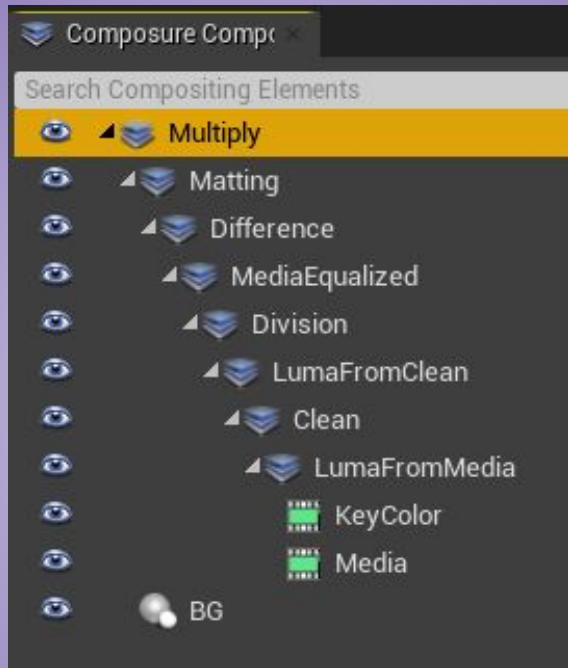 Composure Compo
Search Compositing Elements
Multiply
Matting
Difference
MediaEqualized
Division
LumaFromClean
Clean
LumaFromMedia
KeyColor
Media
BG